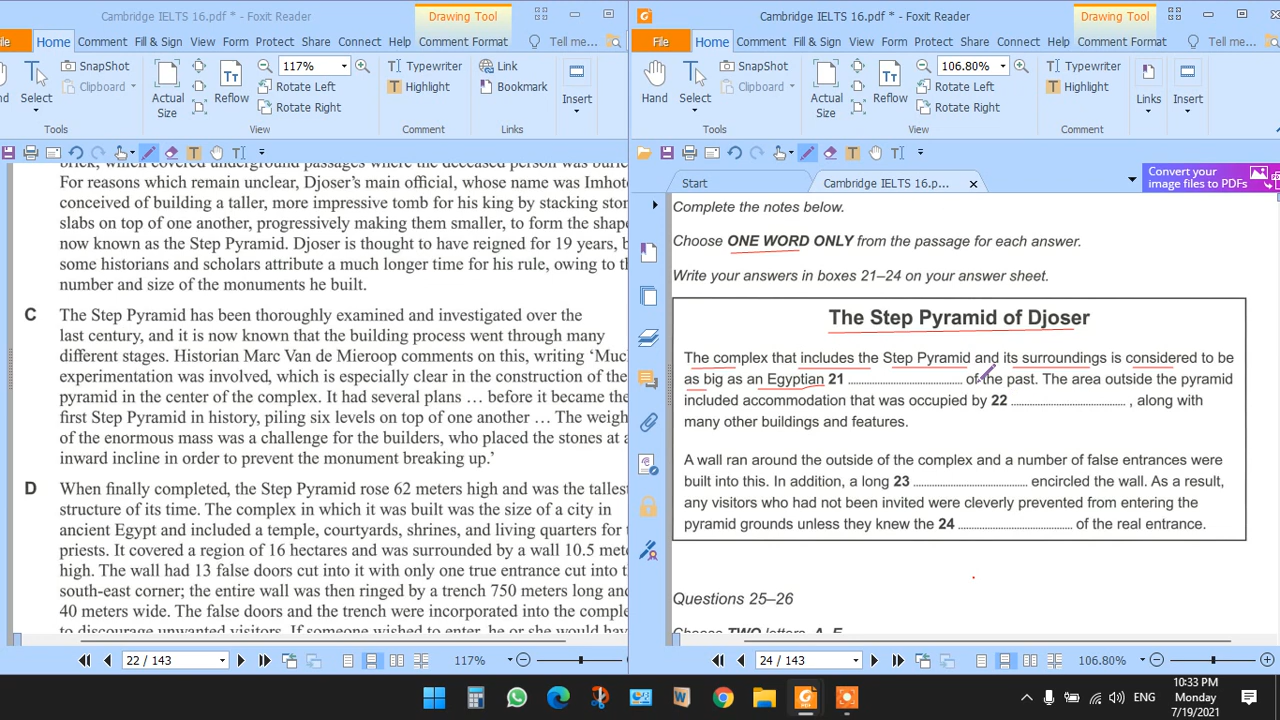 Cambridge IELTS 16.pdf * - Foxit Reader
Drawing Tool
Home Comment Fill & Sign View Form Protect Share Connect Help Comment Format Tell me...
SnapShot
Clipboard
Select
Actual Size
Reflow
117%
Rotate Left
Rotate Right
Typewriter
Highlight
Link
Bookmark
Insert
Tools View Comment Links
For reasons which remain unclear, Djoser's main official, whose name was Imhote
conceived of building a taller, more impressive tomb for his king by stacking ston
slabs on top of one another, progressively making them smaller, to form the shape
now known as the Step Pyramid. Djoser is thought to have reigned for 19 years, b
some historians and scholars attribute a much longer time for his rule, owing to th
number and size of the monuments he built.
C The Step Pyramid has been thoroughly examined and investigated over the
last century, and it is now known that the building process went through many
different stages. Historian Marc Van de Mieroop comments on this, writing ‘Muc
experimentation was involved, which is especially clear in the construction of the
pyramid in the center of the complex. It had several plans … before it became the
first Step Pyramid in history, piling six levels on top of one another … The weigh
of the enormous mass was a challenge for the builders, who placed the stones at a
inward incline in order to prevent the monument breaking up.’
D When finally completed, the Step Pyramid rose 62 meters high and was the talles
structure of its time. The complex in which it was built was the size of a city in
ancient Egypt and included a temple, courtyards, shrines, and living quarters for t
priests. It covered a region of 16 hectares and was surrounded by a wall 10.5 mete
high. The wall had 13 false doors cut into it with only one true entrance cut into t
south-east corner; the entire wall was then ringed by a trench 750 meters long and
40 meters wide. The false doors and the trench were incorporated into the comple
to discourage unwanted visitors. If someone wished to enter, he or she would hav
22 / 143
117%
Cambridge IELTS 16.pdf * - Foxit Reader
Drawing Tool
File Home Comment Fill & Sign View Form Protect Share Connect Help Comment Format Tell me...
Hand
Select
SnapShot
Clipboard
Actual Size
Reflow
106.80%
Rotate Left
Rotate Right
Typewriter
Highlight
Links
Insert
Tools View Comment
Start
Cambridge IELTS 16.p...
Convert your
image files to PDFs
Complete the notes below.
Choose ONE WORD ONLY from the passage for each answer.
Write your answers in boxes 21–24 on your answer sheet.
The Step Pyramid of Djoser
The complex that includes the Step Pyramid and its surroundings is considered to be
as big as an Egyptian 21 .................................. of the past. The area outside the pyramid
included accommodation that was occupied by 22 .................................. , along with
many other buildings and features.
A wall ran around the outside of the complex and a number of false entrances were
built into this. In addition, a long 23 .................................. encircled the wall. As a result,
any visitors who had not been invited were cleverly prevented from entering the
pyramid grounds unless they knew the 24 .................................. of the real entrance.
Questions 25–26
Choose TWO letters, A–E.
24 / 143
106.80%
ENG
10:33 PM
Monday
7/19/2021